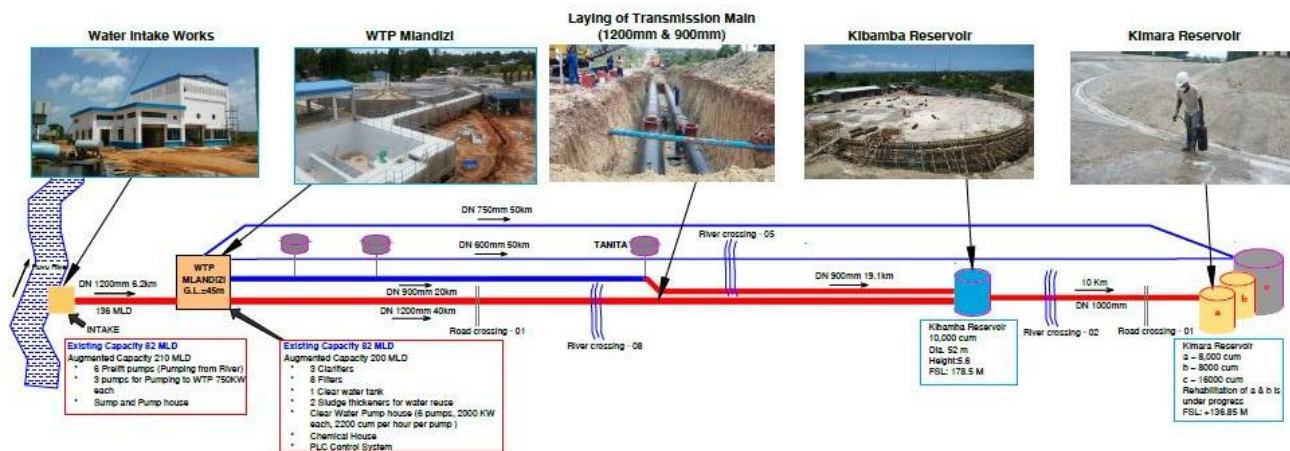 Water Intake Works
WTP Mlandizi
Laying of Transmission Main
(1200mm & 900mm)
Kibamba Reservoir
Kimara Reservoir
DN 750mm 50km
DN 600mm 50km
TANITA
River crossing - 05
Ruvu River
WTP
MLANDIZI
G.L.=45m
DN 1200mm 6.2km
136 MLD
INTAKE
DN 900mm 20km
DN 1200mm 40km
Road crossing - 01
River crossing - 08
DN 900mm 19.1km
10 Km
DN 1000mm
River crossing - 02
Road crossing - 01
a
b
c
Existing Capacity 82 MLD
Augmented Capacity 210 MLD
* 6 Prelift pumps (Pumping from River)
* 3 pumps for Pumping to WTP 750KW
each
* Sump and Pump house
Existing Capacity 82 MLD
Augmented Capacity 200 MLD
* 3 Clarifiers
* 8 Filters
* 1 Clear water tank
* 2 Sludge thickeners for water reuse
* Clear Water Pump house (6 pumps, 2000 KW
each, 2200 cum per hour per pump )
* Chemical House
* PLC Control System
Kibamba Reservoir
10,000 cum
Dia. 52 m
Height:5.6
FSL: 178.5 M
Kimara Reservoir
a – 8,000 cum
b – 8000 cum
c – 16000 cum
Rehabilitation of a & b is
under progress
FSL: +136.85 M